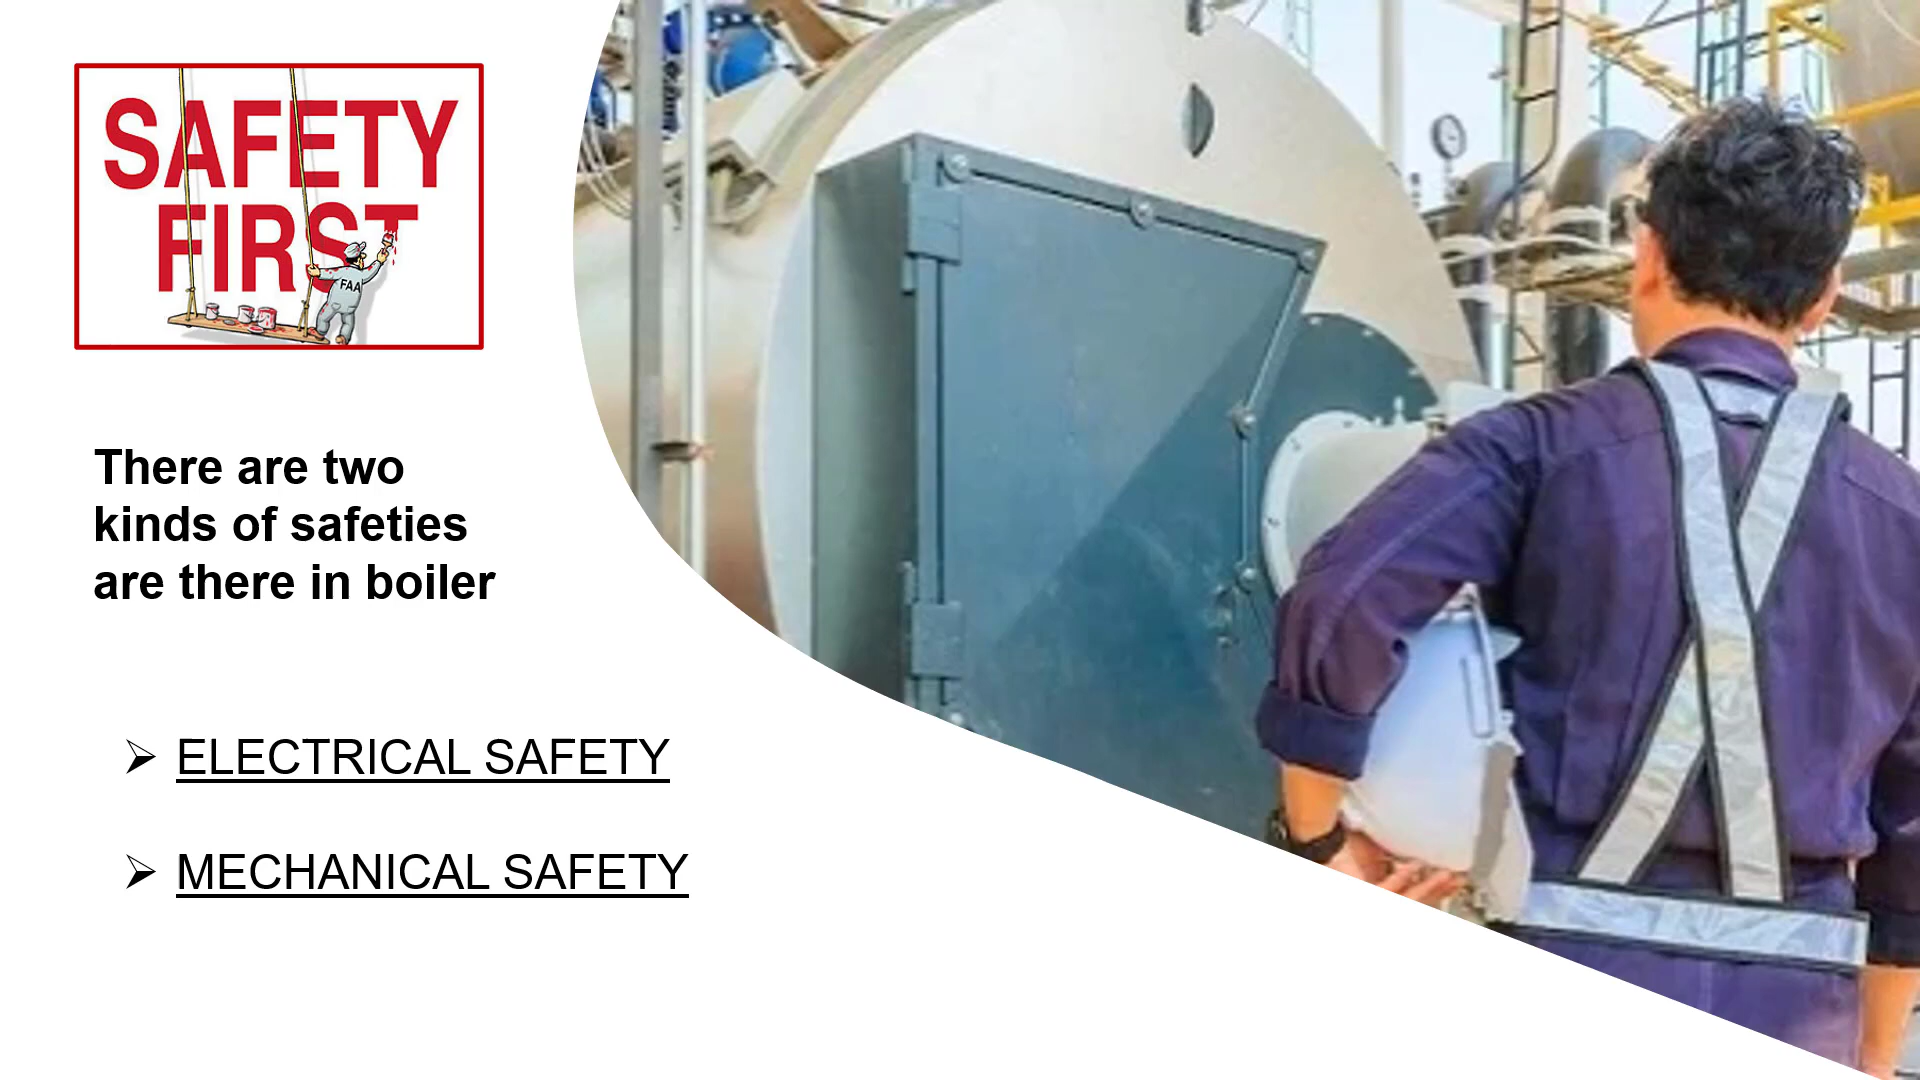 SAFETY
FIRST
FAA
There are two
kinds of safeties
are there in boiler
➢ ELECTRICAL SAFETY
➢ MECHANICAL SAFETY